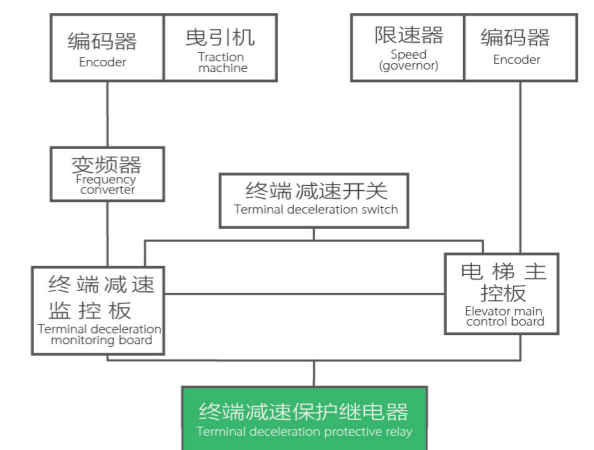 编码器
Encoder
曳引机
Traction
machine
限速器
Speed
(governor)
编码器
Encoder
变频器
Frequency
converter
终端减速开关
Terminal deceleration switch
终端减速
监控板
Terminal deceleration
monitoring board
电梯主
控板
Elevator main
control board
终端减速保护继电器
Terminal deceleration protective relay